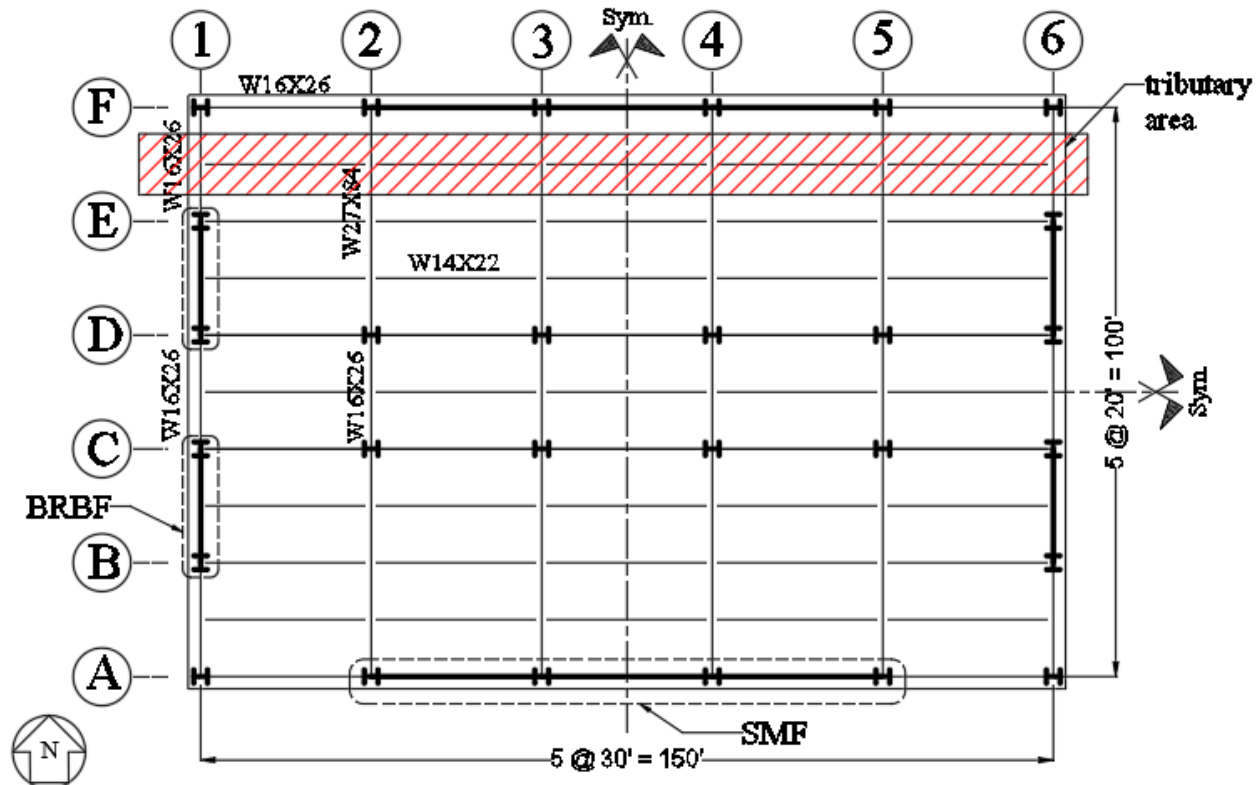 Sym.
1 2 3 4 5 6
W16X26
tributary
area
F
W16X26
W27X84
E
W14X22
D
W16X26
W16X26
5 @ 20' = 100'
Sym.
C
BRBF
B
A
SMF
N
5 @ 30' = 150'